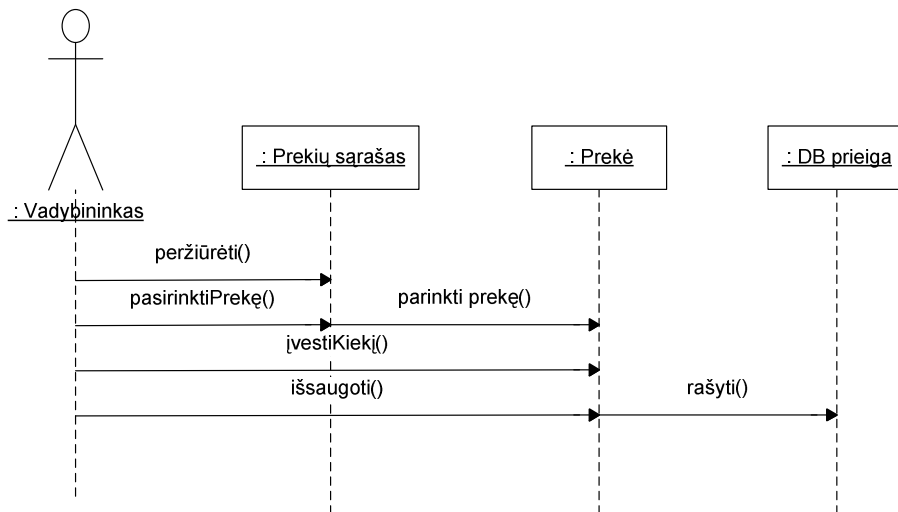 : Prekių sąrašas
: Prekė
: DB prieiga
: Vadybininkas
peržiūrėti()
pasirinktiPrekę()
parinkti prekę()
įvestiKiekį()
išsaugoti()
rašyti()